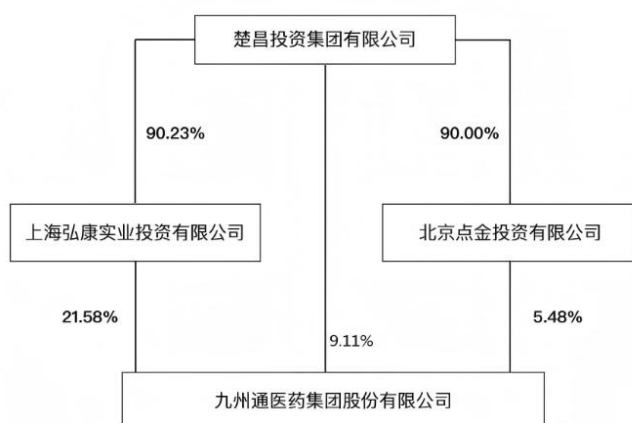 楚昌投资集团有限公司
90.23%
90.00%
上海弘康实业投资有限公司
北京点金投资有限公司
21.58%
9.11%
5.48%
九州通医药集团股份有限公司